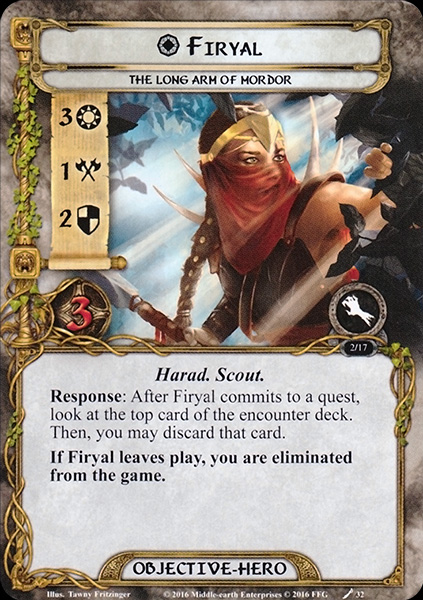 FIRYAL
THE LONG ARM OF MORDOR
3
1
2
3
2/17
Harad. Scout.
Response: After Firyal commits to a quest,
look at the top card of the encounter deck.
Then, you may discard that card.
If Firyal leaves play, you are eliminated
from the game.
OBJECTIVE-HERO
Illus. Tawny Fritzinger © 2016 Middle-earth Enterprises © 2016 FFG 32